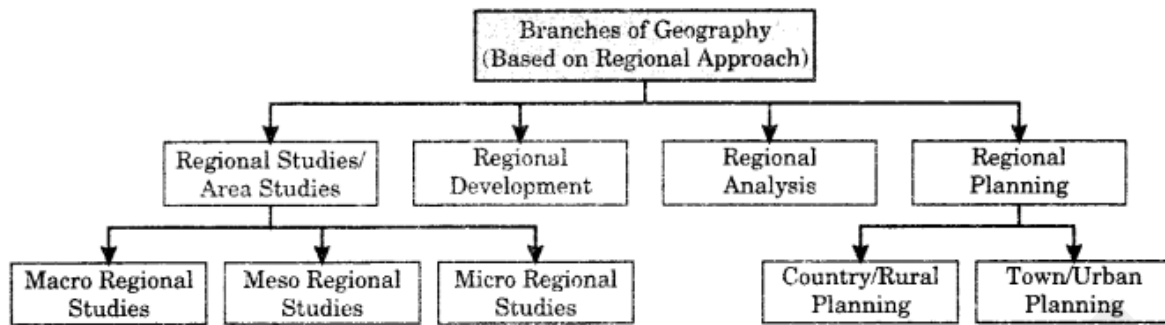 Branches of Geography
(Based on Regional Approach)
Regional Studies/
Area Studies
Regional
Development
Regional
Analysis
Regional
Planning
Macro Regional
Studies
Meso Regional
Studies
Micro Regional
Studies
Country/Rural
Planning
Town/Urban
Planning